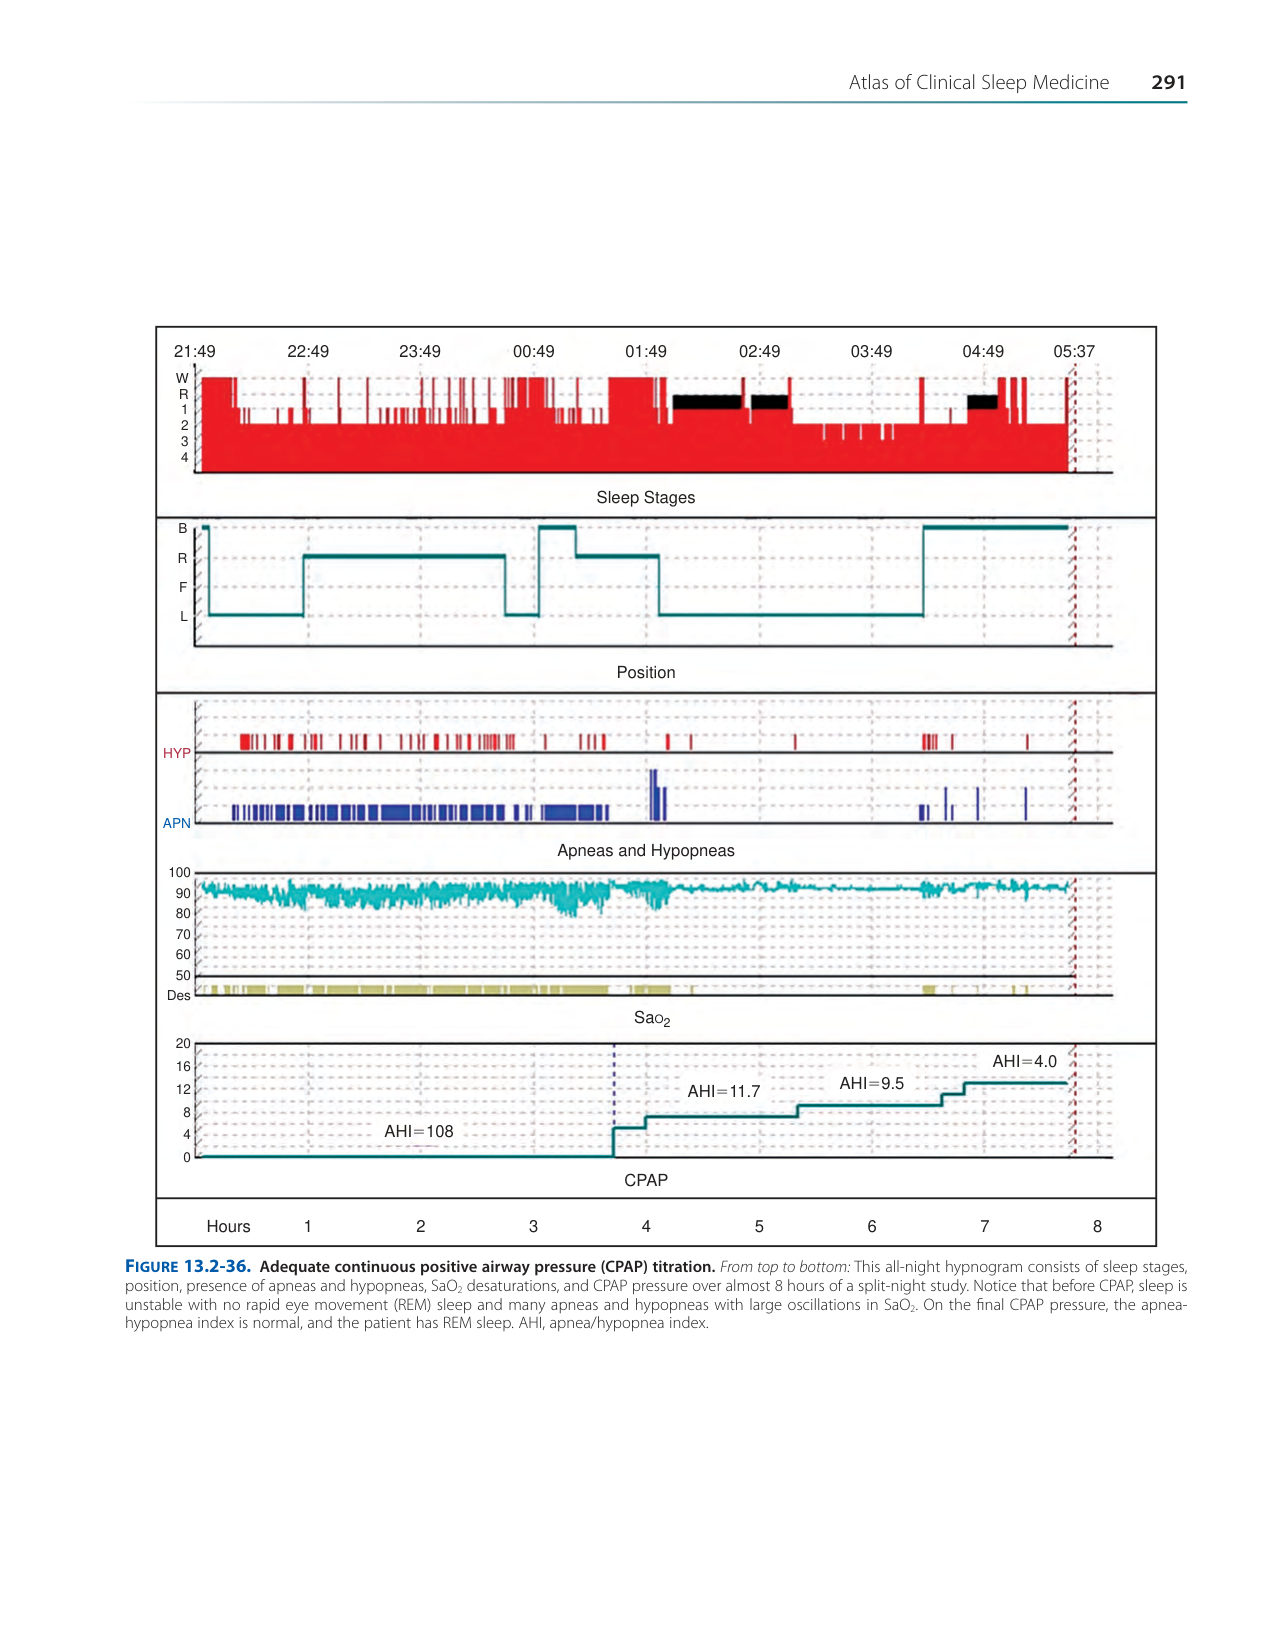 Atlas of Clinical Sleep Medicine 291
21:49 22:49 23:49 00:49 01:49 02:49 03:49 04:49 05:37
W
R
1
2
3
4
Sleep Stages
B
R
F
L
Position
HYP
APN
Apneas and Hypopneas
100
90
80
70
60
50
Des
Sao₂
20
16
12
8
4
0
AHI=108
AHI=11.7
AHI=9.5
AHI=4.0
CPAP
Hours 1 2 3 4 5 6 7 8
FIGURE 13.2-36. Adequate continuous positive airway pressure (CPAP) titration. From top to bottom: This all-night hypnogram consists of sleep stages,
position, presence of apneas and hypopneas, SaO₂ desaturations, and CPAP pressure over almost 8 hours of a split-night study. Notice that before CPAP, sleep is
unstable with no rapid eye movement (REM) sleep and many apneas and hypopneas with large oscillations in SaO₂. On the final CPAP pressure, the apnea-
hypopnea index is normal, and the patient has REM sleep. AHI, apnea/hypopnea index.